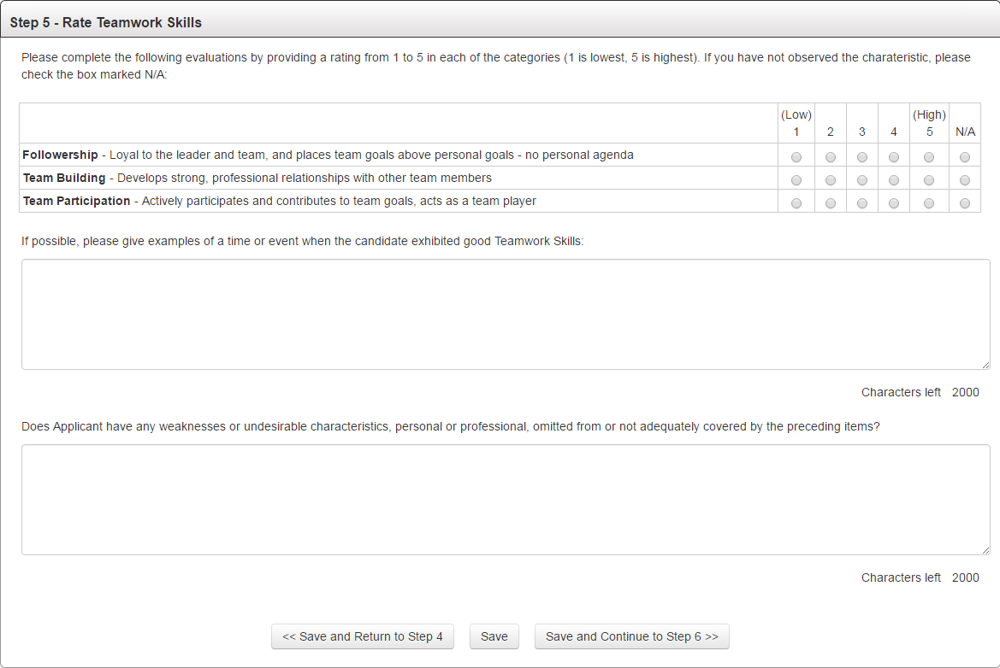 Step 5 - Rate Teamwork Skills
Please complete the following evaluations by providing a rating from 1 to 5 in each of the categories (1 is lowest, 5 is highest). If you have not observed the charateristic, please
check the box marked N/A:
(Low) (High)
1 2 3 4 5 N/A
Followership - Loyal to the leader and team, and places team goals above personal goals - no personal agenda
Team Building - Develops strong, professional relationships with other team members
Team Participation - Actively participates and contributes to team goals, acts as a team player
If possible, please give examples of a time or event when the candidate exhibited good Teamwork Skills:
Characters left 2000
Does Applicant have any weaknesses or undesirable characteristics, personal or professional, omitted from or not adequately covered by the preceding items?
Characters left 2000
<< Save and Return to Step 4 Save Save and Continue to Step 6 >>